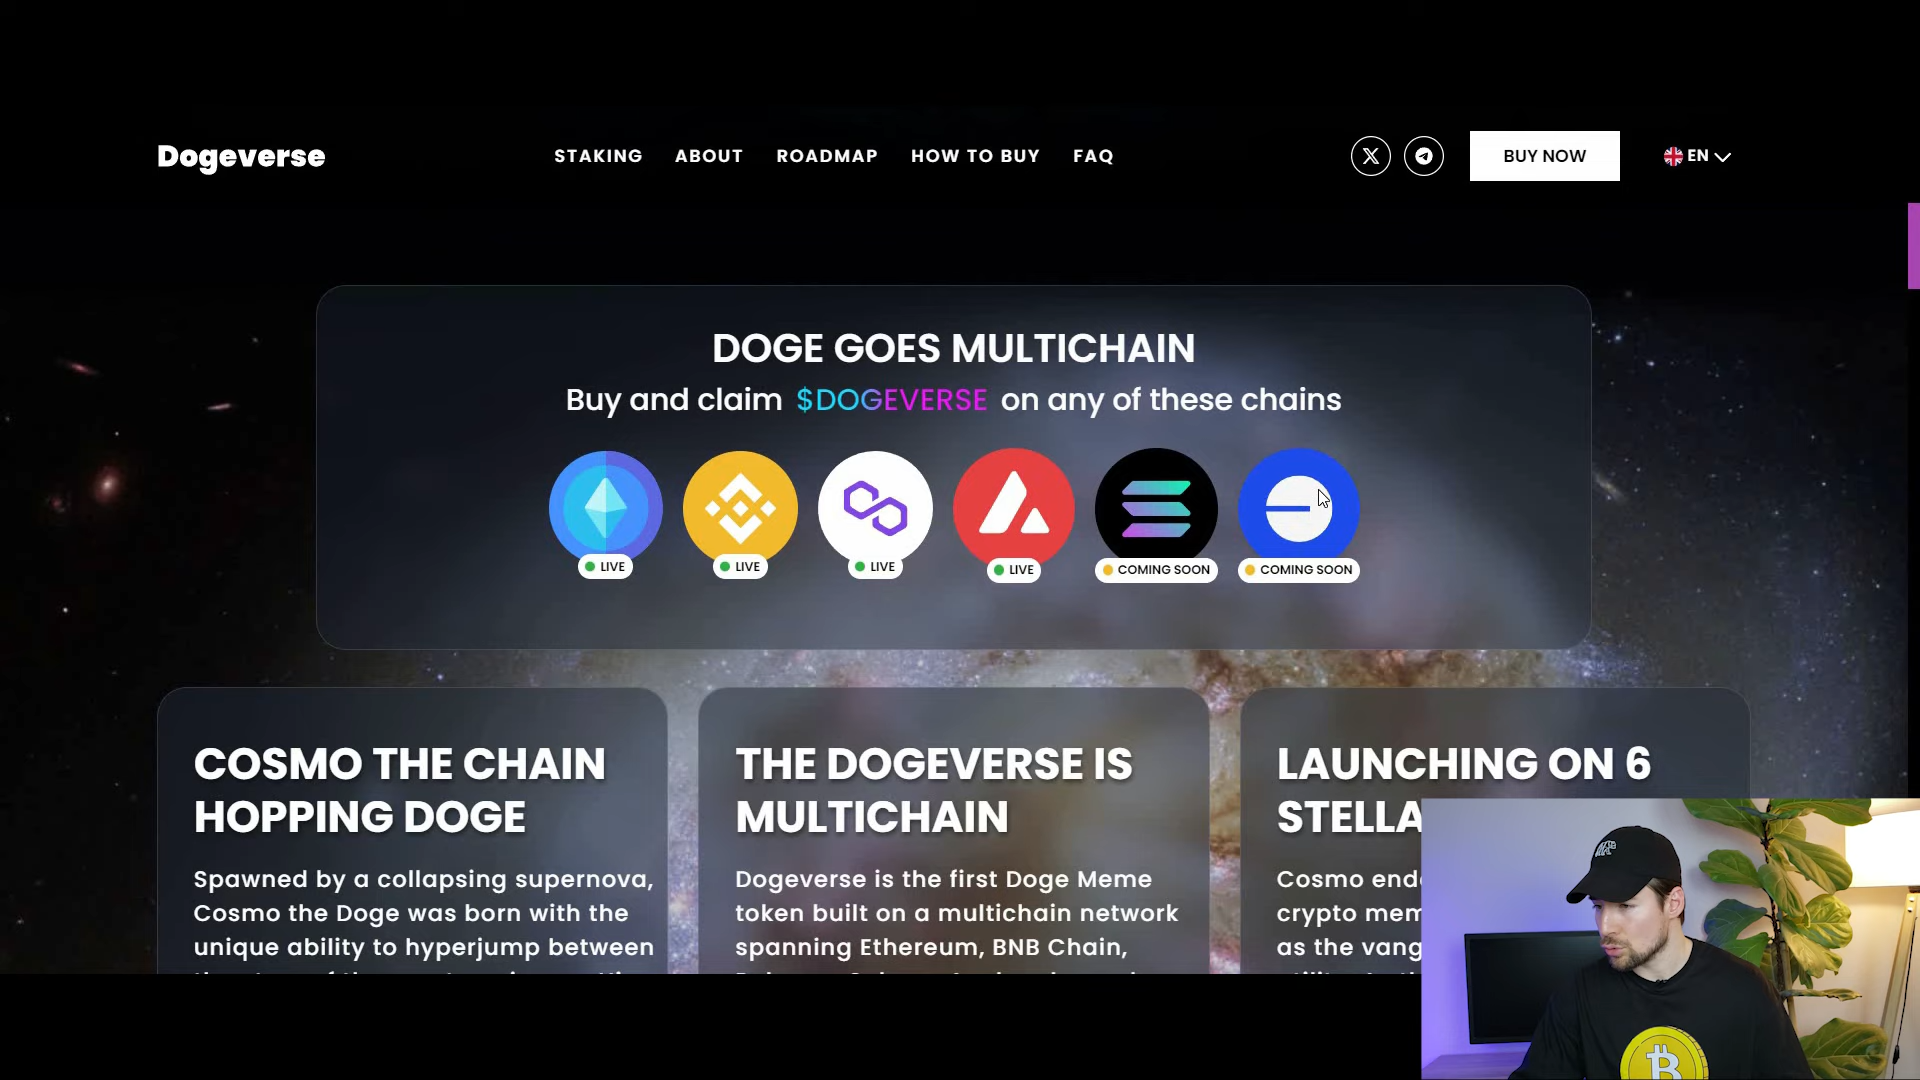 Dogeverse
STAKING
ABOUT
ROADMAP
HOW TO BUY
FAQ
BUY NOW
EN
DOGE GOES MULTICHAIN
Buy and claim $DOGEVERSE on any of these chains
LIVE
LIVE
LIVE
LIVE
COMING SOON
COMING SOON
COSMO THE CHAIN
HOPPING DOGE
Spawned by a collapsing supernova,
Cosmo the Doge was born with the
unique ability to hyperjump between
THE DOGEVERSE IS
MULTICHAIN
Dogeverse is the first Doge Meme
token built on a multichain network
spanning Ethereum, BNB Chain,
LAUNCHING ON 6
STELLA
Cosmo
crypto
as the